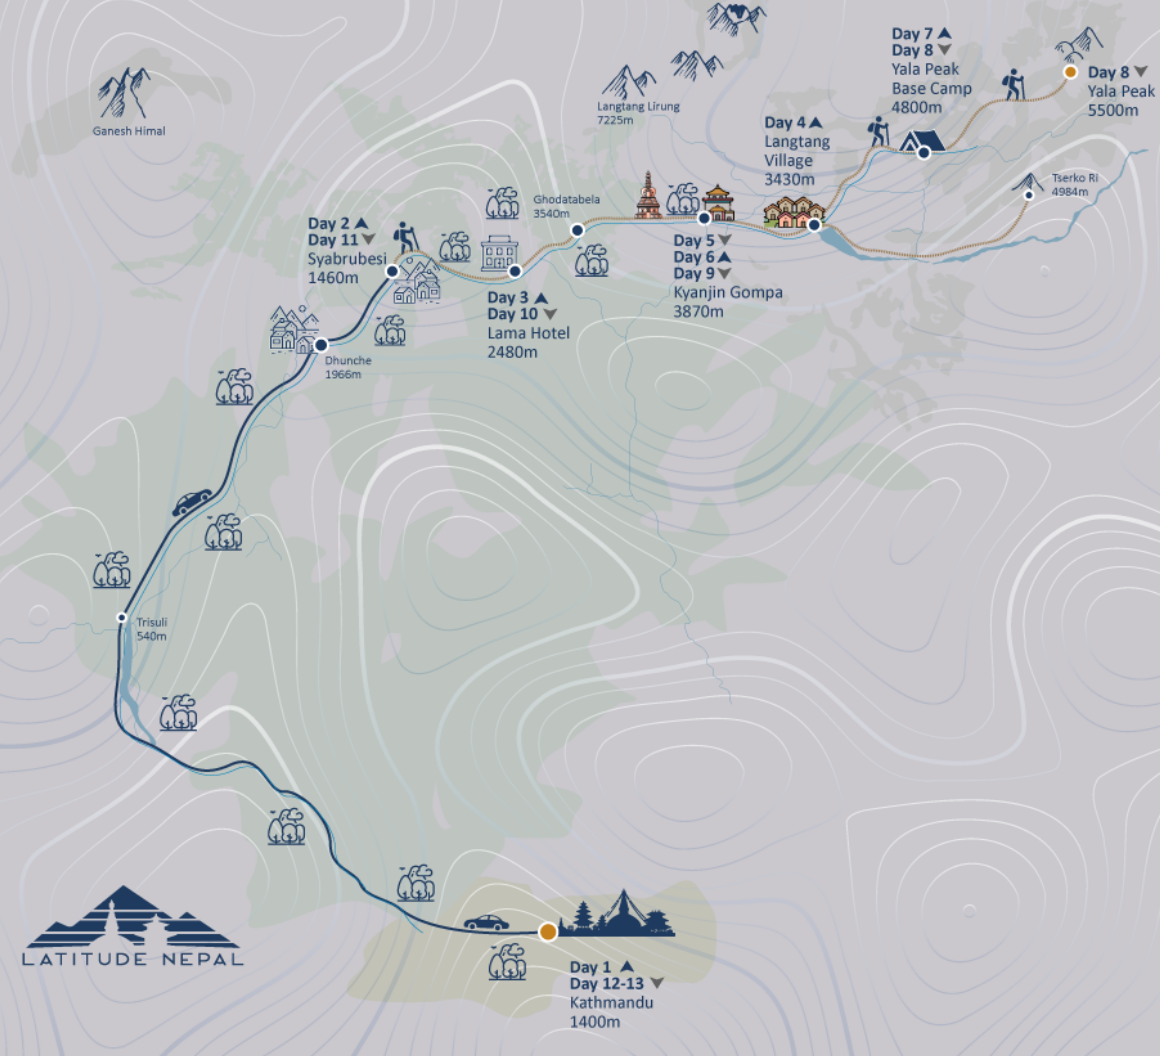 Day 7
Day 8
Yala Peak
Base Camp
4800m
Day 8
Yala Peak
5500m
Ganesh Himal
Langtang Lirung
7225m
Day 4
Langtang
Village
3430m
Tserko Ri
4984m
Ghodatabela
3540m
Day 2
Day 11
Syabrubesi
1460m
Day 5
Day 6
Day 9
Kyanjin Gompa
3870m
Day 3
Day 10
Lama Hotel
2480m
Dhunche
1966m
Trisuli
540m
LATITUDE NEPAL
Day 1
Day 12-13
Kathmandu
1400m